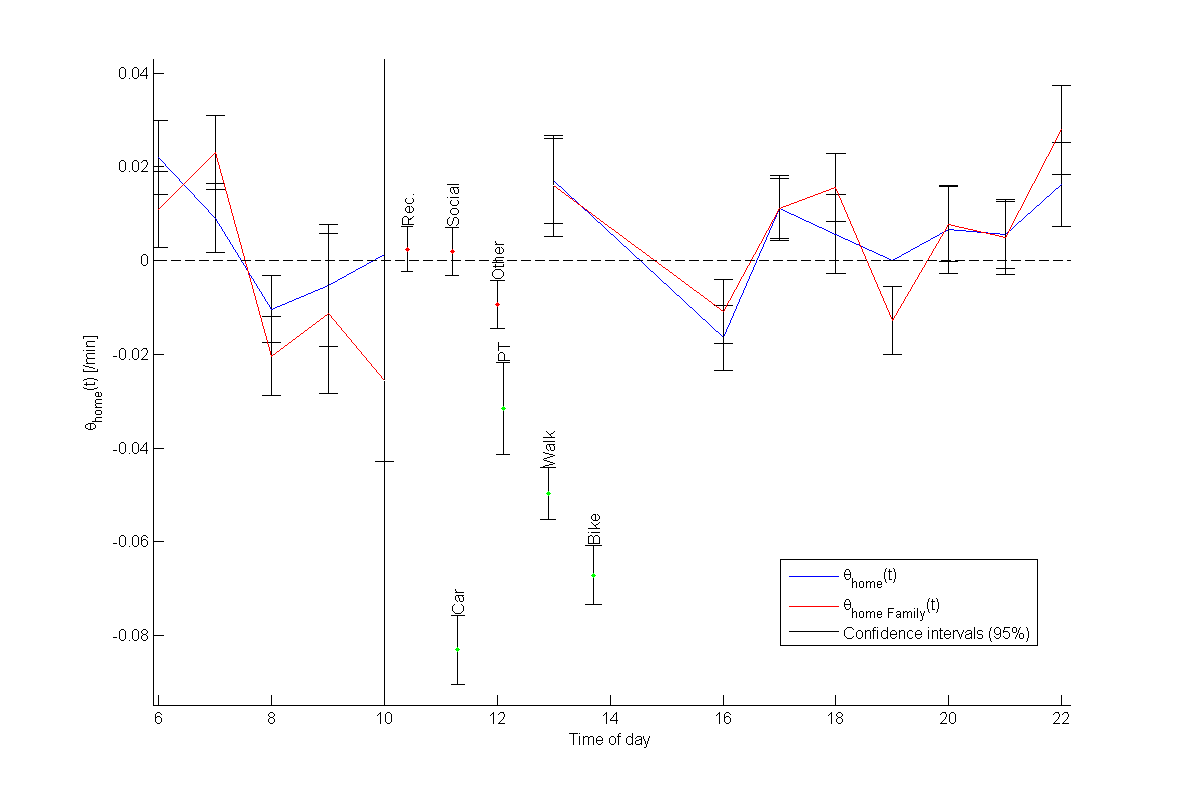 0.04
0.02
0
-0.02
-0.04
-0.06
-0.08
θhome(t) [/min]
Rec.
Social
Other
PT
Walk
Bike
Car
θhome(t)
θhome Family(t)
Confidence intervals (95%)
6 8 10 12 14 16 18 20 22
Time of day